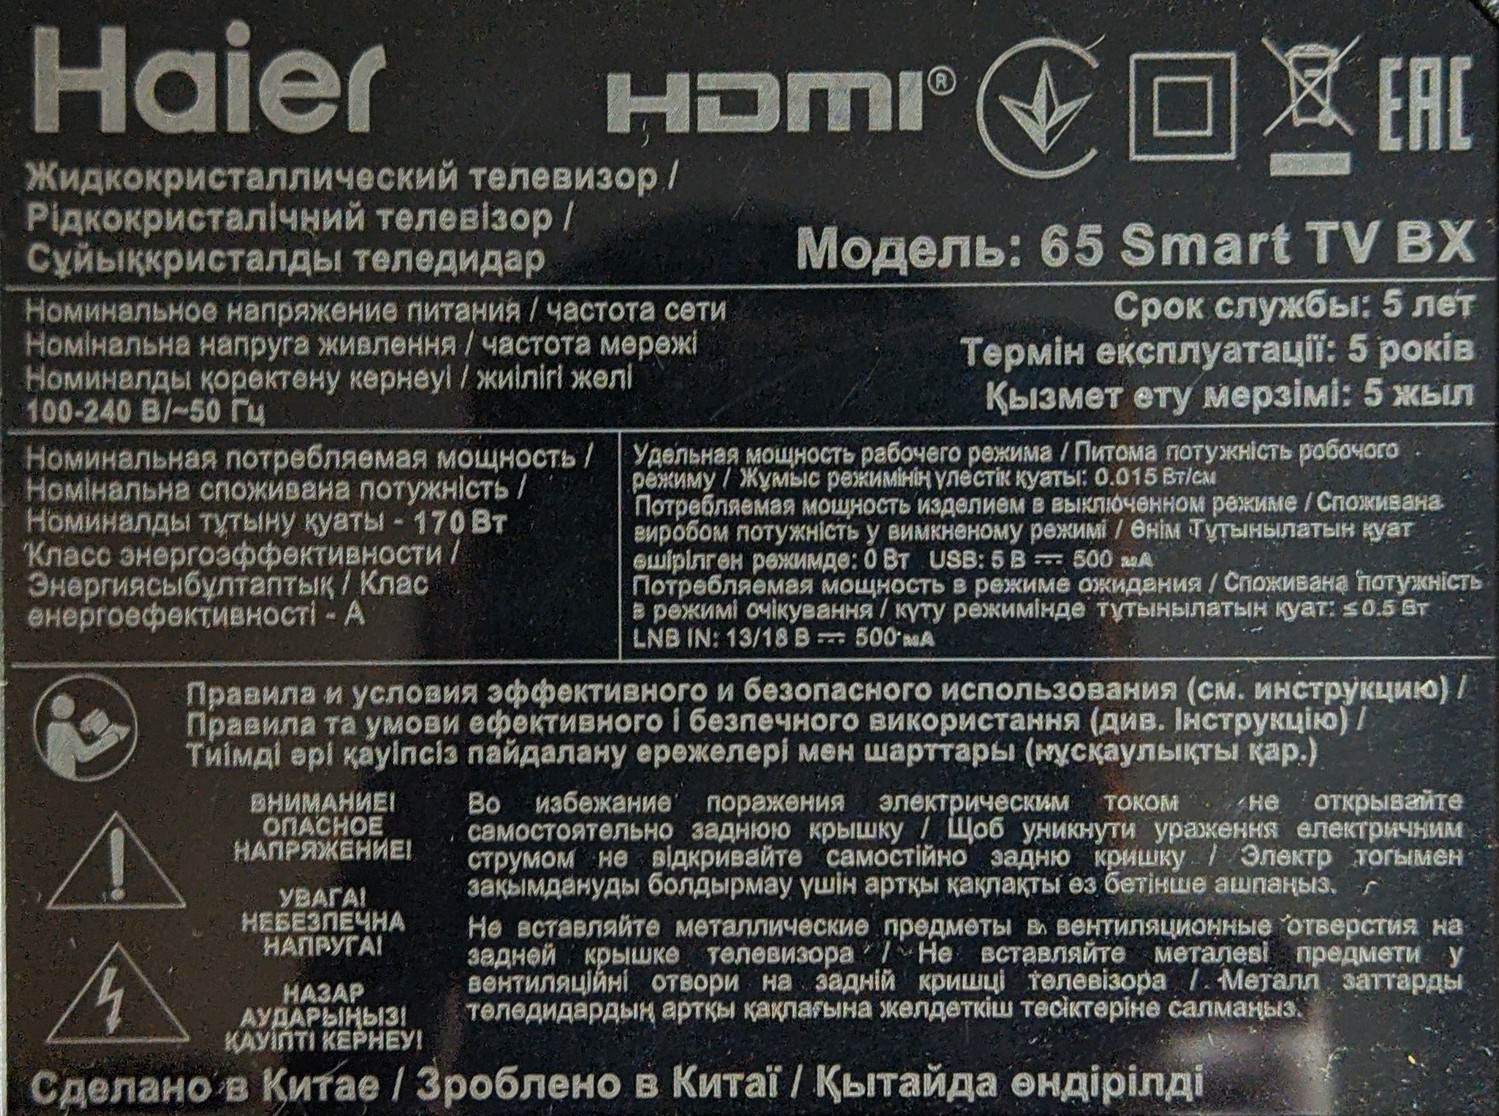 Haier
HDMI®
EAC
Жидкокристаллический телевизор /
Рідкокристалічний телевізор /
Сұйыққристалды теледидар
Модель: 65 Smart TV BX
Номинальное напряжение питания / частота сети
Номінальна напруга живлення / частота мережі
Номиналды қоректену кернеуі / жиілігі желі
100-240 В/~50 Гц
Срок службы: 5 лет
Термін експлуатації: 5 років
Қызмет ету мерзімі: 5 жыл
Номинальная потребляемая мощность /
Номінальна споживана потужність /
Номиналды тұтыну қуаты - 170 Вт
Класс энергоэффективности /
Энергиясыбұлтаптық / Клас
енергоефективності - А
Удельная мощность рабочего режима / Питома потужність робочого
режиму / Жұмыс режимінің үлестік қуаты: 0.015 Вт/см
Потребляемая мощность изделием в выключенном режиме / Споживана
виробом потужність у вимкненому режимі / Өнім Тұтынылатын қуат
өшірілген режимде: 0 Вт USB: 5 В ⎓ 500 мА
Потребляемая мощность в режиме ожидания / Споживана потужність
в режимі очікування / күту режимінде тұтынылатын қуат: ≤ 0.5 Вт
LNB IN: 13/18 В ⎓ 500 мА
Правила и условия эффективного и безопасного использования (см. инструкцию) /
Правила та умови ефективного і безпечного використання (див. Інструкцію) /
Тиімді әрі қауіпсіз пайдалану ережелері мен шарттары (нұсқаулықты қар.)
ВНИМАНИЕ!
ОПАСНОЕ
НАПРЯЖЕНИЕ!
УВАГА!
НЕБЕЗПЕЧНА
НАПРУГА!
НАЗАР
АУДАРЫҢЫЗ!
ҚАУІПТІ КЕРНЕУ!
Во избежание поражения электрическим током не открывайте
самостоятельно заднюю крышку / Щоб уникнути ураження електричним
струмом не відкривайте самостійно задню кришку / Электр тогымен
зақымдануды болдырмау үшін артқы қақпақты өз бетінше ашпаңыз.
Не вставляйте металлические предметы в вентиляционные отверстия на
задней крышке телевизора / Не вставляйте металеві предмети у
вентиляційні отвори на задній кришці телевізора / Металл заттарды
теледидардың артқы қақпағына желдеткіш тесіктеріне салмаңыз.
Сделано в Китае / Зроблено в Китаї / Қытайда өндірілді